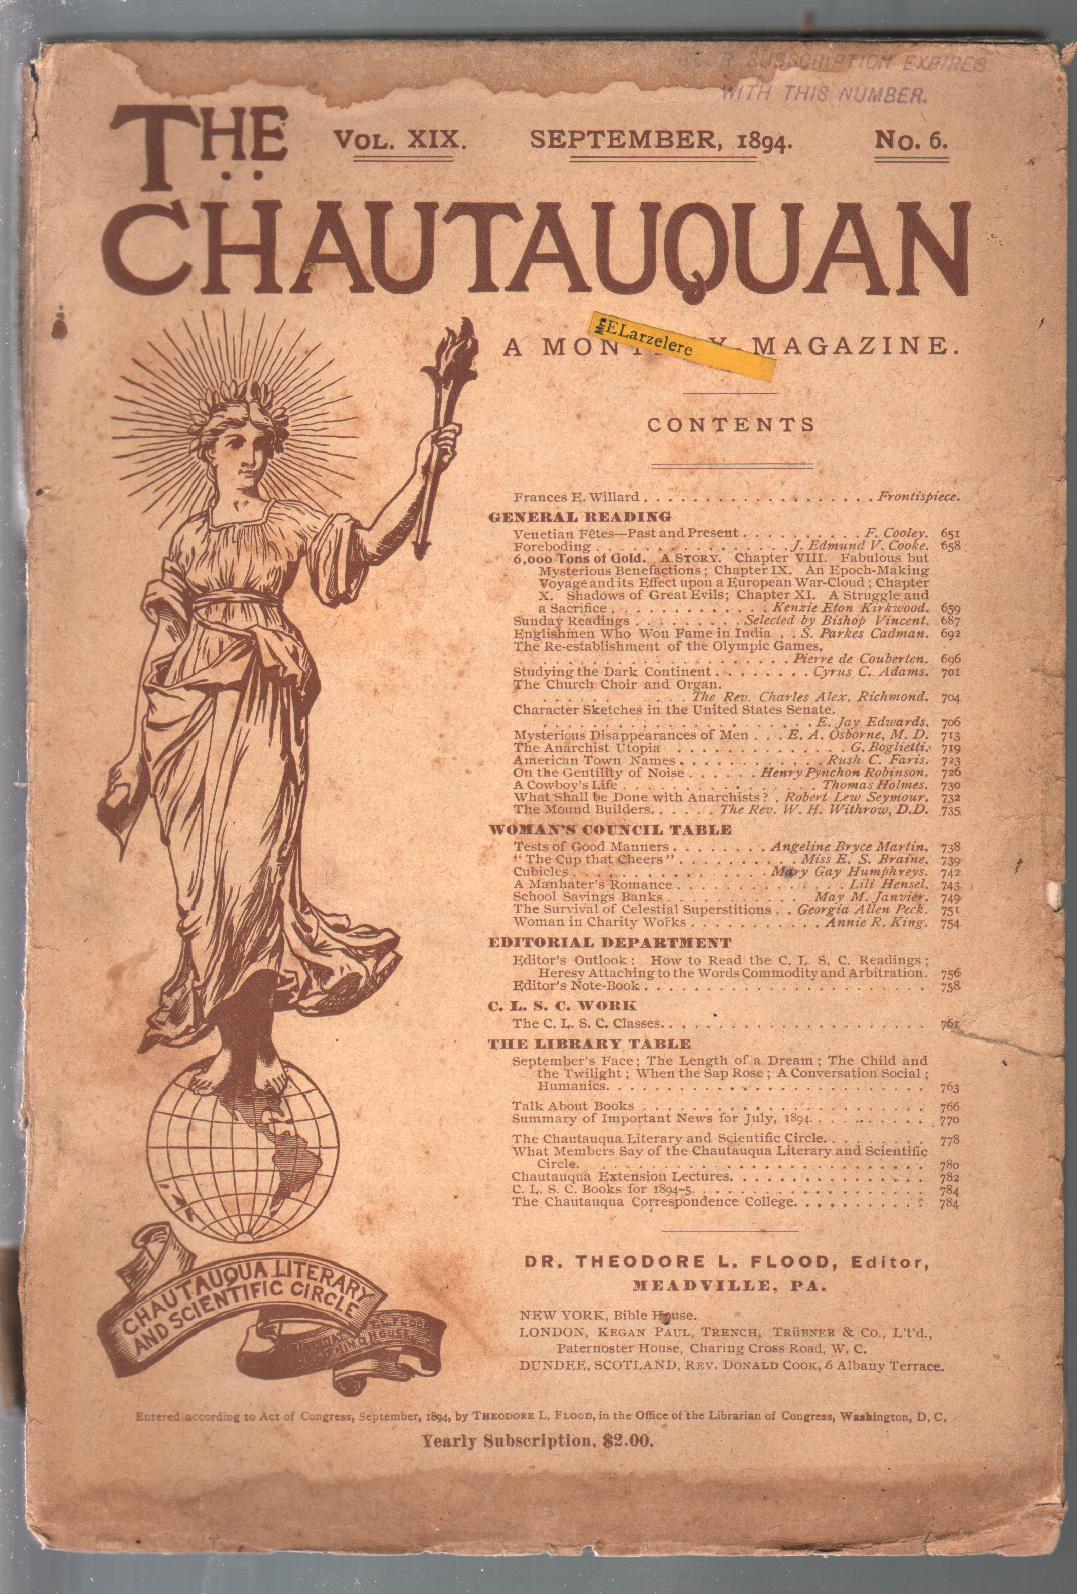 SUBSCRIPTION EXPIRES
WITH THIS NUMBER.
THE
VOL. XIX. SEPTEMBER, 1894. No. 6.
CHAUTAUQUAN
Mrs ELarzelere
A MONTHLY MAGAZINE.
CONTENTS
Frances E. Willard . . . . . . . . . . . . . . . . . . . Frontispiece.
GENERAL READING
Venetian Fêtes—Past and Present . . . . . . . . . . F. Cooley. 651
Foreboding . . . . . . . . . . . . . . . . J. Edmund V. Cooke. 658
6,000 Tons of Gold. A STORY. Chapter VIII. Fabulous but
Mysterious Benefactions; Chapter IX. An Epoch-Making
Voyage and its Effect upon a European War-Cloud; Chapter
X. Shadows of Great Evils; Chapter XI. A Struggle and
a Sacrifice . . . . . . . . . . . . . Kenzie Eton Kirkwood. 659
Sunday Readings . . . . . . . . . Selected by Bishop Vincent. 687
Englishmen Who Won Fame in India . . S. Parkes Cadman. 692
The Re-establishment of the Olympic Games.
. . . . . . . . . . . . . . . . . . . . Pierre de Coubertin. 696
Studying the Dark Continent . . . . . . . . Cyrus C. Adams. 701
The Church Choir and Organ.
. . . . . . . . . . . . The Rev. Charles Alex. Richmond. 704
Character Sketches in the United States Senate.
. . . . . . . . . . . . . . . . . . . . . . E. Jay Edwards. 706
Mysterious Disappearances of Men . . . E. A. Osborne, M. D. 713
The Anarchist Utopia . . . . . . . . . . . . . . G. Boglietti. 719
American Town Names . . . . . . . . . . . . Rush C. Faris. 723
On the Gentility of Noise . . . . . . Henry Pynchon Robinson. 726
A Cowboy's Life . . . . . . . . . . . . . . . . Thomas Holmes. 730
What Shall be Done with Anarchists? . Robert Lew Seymour. 732
The Mound Builders. . . . . . . The Rev. W. H. Withrow, D.D. 735
WOMAN'S COUNCIL TABLE
Tests of Good Manners . . . . . . . . Angeline Bryce Martin. 738
"The Cup that Cheers" . . . . . . . . . . Miss E. S. Braine. 739
Cubicles . . . . . . . . . . . . . . . . Mary Gay Humphreys. 742
A Manhater's Romance . . . . . . . . . . . . . . Lili Hensel. 743
School Savings Banks . . . . . . . . . . . . May M. Janvier. 749
The Survival of Celestial Superstitions . . Georgia Allen Peck. 751
Woman in Charity Works . . . . . . . . . . . Annie R. King. 754
EDITORIAL DEPARTMENT
Editor's Outlook: How to Read the C. L. S. C. Readings;
Heresy Attaching to the Words Commodity and Arbitration. 756
Editor's Note-Book . . . . . . . . . . . . . . . . . . . . . . . 758
C. L. S. C. WORK
The C. L. S. C. Classes. . . . . . . . . . . . . . . . . . . . . . 761
THE LIBRARY TABLE
September's Face; The Length of a Dream; The Child and
the Twilight; When the Sap Rose; A Conversation Social;
Humanics. . . . . . . . . . . . . . . . . . . . . . . . . . 763
Talk About Books . . . . . . . . . . . . . . . . . . . . . . . 766
Summary of Important News for July, 1894. . . . . . . . . . 770
The Chautauqua Literary and Scientific Circle. . . . . . . . . 778
What Members Say of the Chautauqua Literary and Scientific
Circle. . . . . . . . . . . . . . . . . . . . . . . . . . . . 780
Chautauqua Extension Lectures. . . . . . . . . . . . . . . . . 782
C. L. S. C. Books for 1894-5. . . . . . . . . . . . . . . . . . . 784
The Chautauqua Correspondence College. . . . . . . . . . . . 784
DR. THEODORE L. FLOOD, Editor,
MEADVILLE, PA.
NEW YORK, Bible House.
LONDON, KEGAN PAUL, TRENCH, TRÜBNER & Co., L't'd.,
Paternoster House, Charing Cross Road, W. C.
DUNDEE, SCOTLAND, REV. DONALD COOK, 6 Albany Terrace.
CHAUTAUQUA LITERARY
AND SCIENTIFIC CIRCLE
Entered according to Act of Congress, September, 1894, by THEODORE L. FLOOD, in the Office of the Librarian of Congress, Washington, D. C.
Yearly Subscription, $2.00.